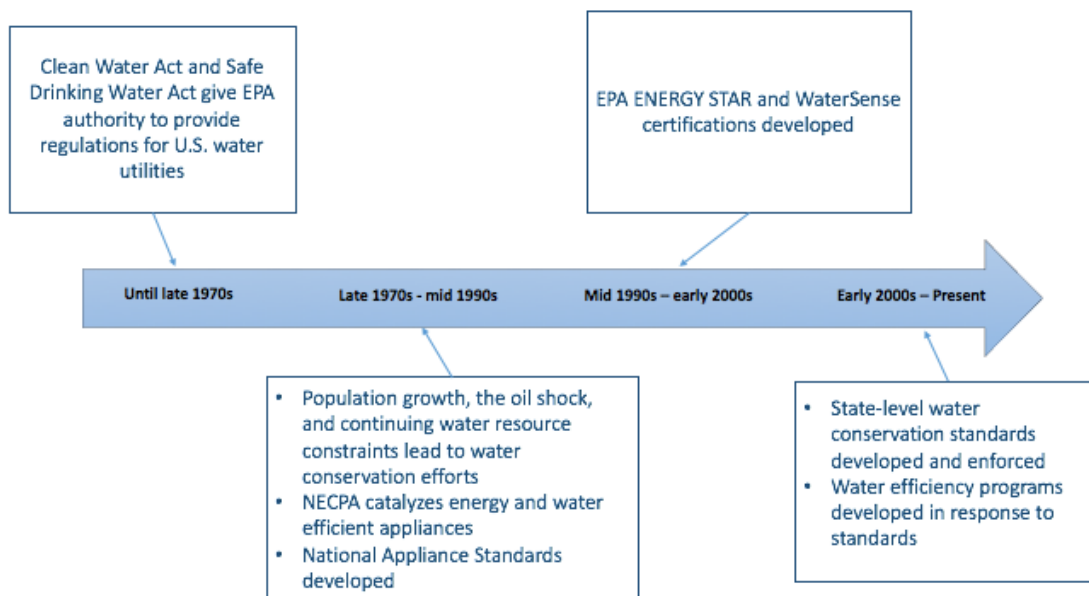 Clean Water Act and Safe
Drinking Water Act give EPA
authority to provide
regulations for U.S. water
utilities
EPA ENERGY STAR and WaterSense
certifications developed
Until late 1970s
Late 1970s - mid 1990s
Mid 1990s – early 2000s
Early 2000s – Present
• Population growth, the oil shock,
and continuing water resource
constraints lead to water
conservation efforts
• NECPA catalyzes energy and water
efficient appliances
• National Appliance Standards
developed
• State-level water
conservation standards
developed and enforced
• Water efficiency programs
developed in response to
standards